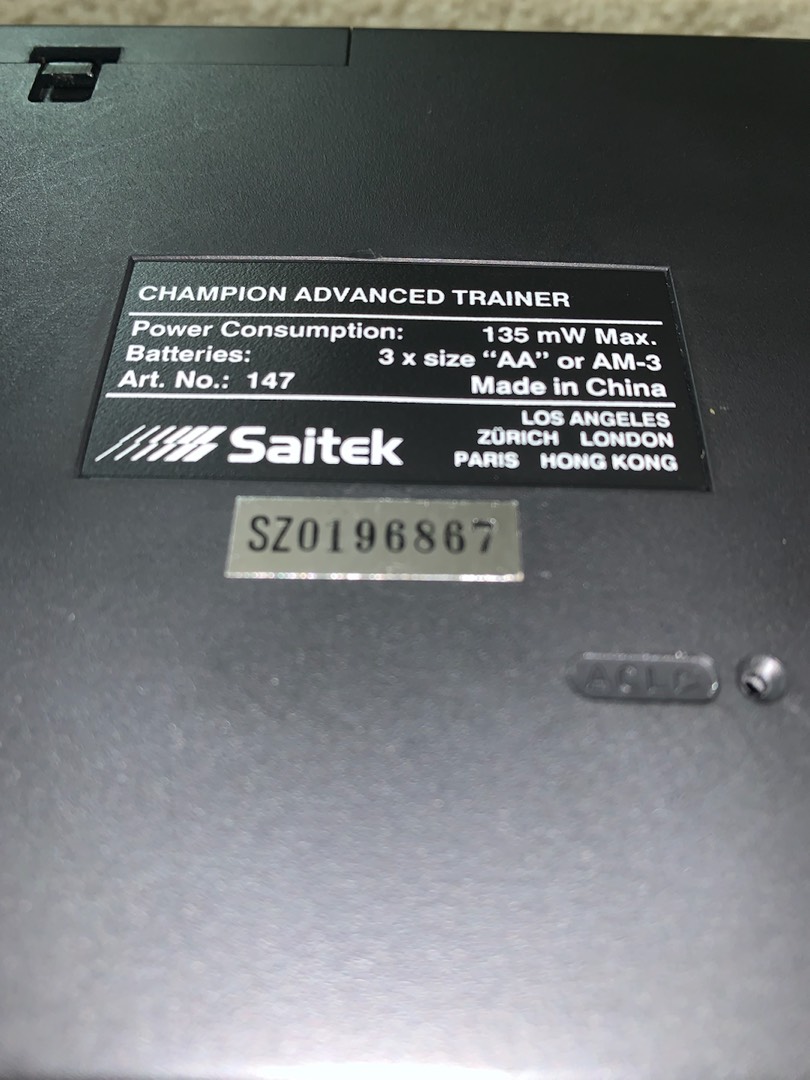 CHAMPION ADVANCED TRAINER
Power Consumption: 135 mW Max.
Batteries: 3 x size “AA” or AM-3
Art. No.: 147 Made in China
Saitek
LOS ANGELES
ZÜRICH LONDON
PARIS HONG KONG
SZ0196867
ACL